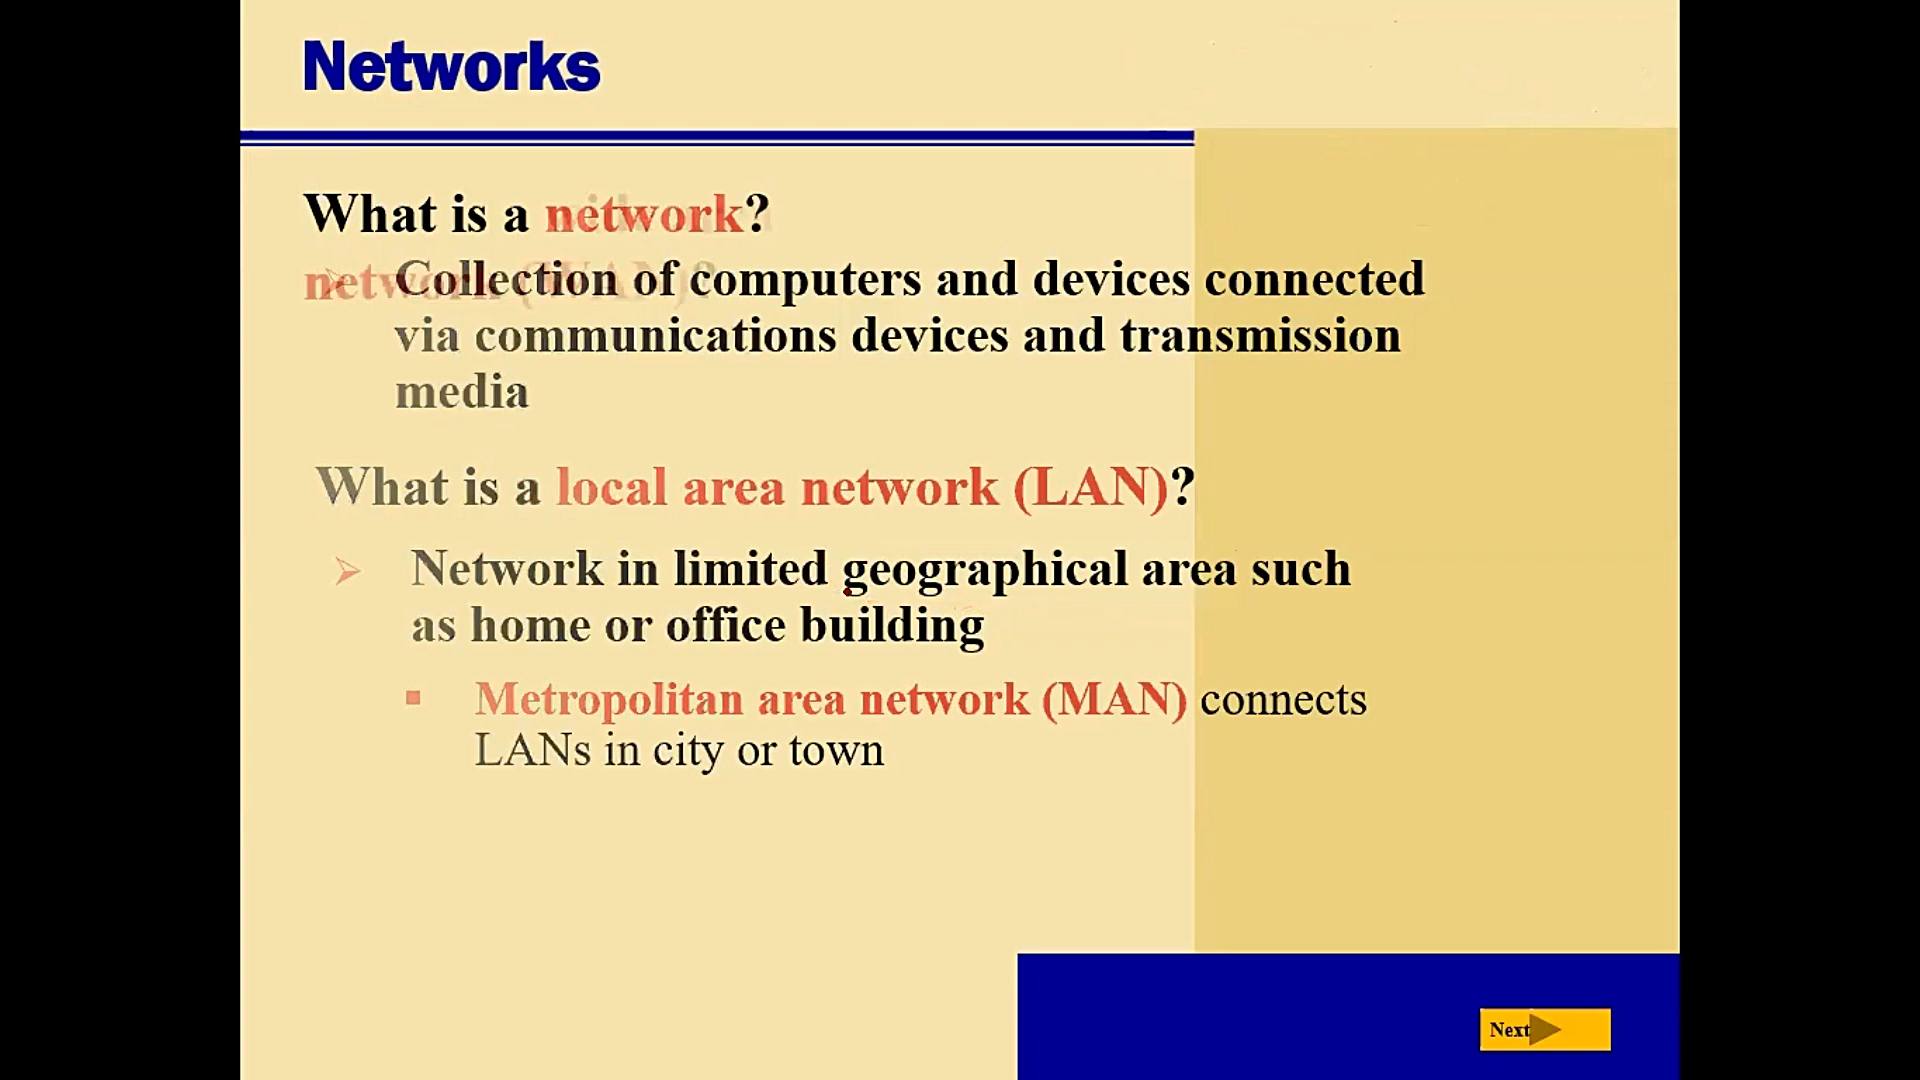 Networks
What is a network?
network (WAN)?
Collection of computers and devices connected
via communications devices and transmission
media
What is a local area network (LAN)?
Network in limited geographical area such
as home or office building
Metropolitan area network (MAN) connects
LANs in city or town
Next